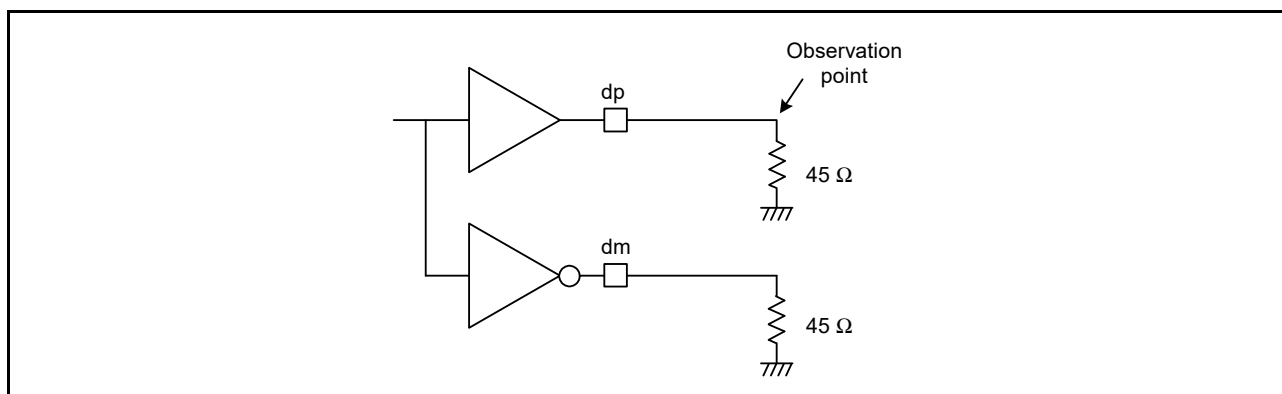 Observation
point
dp
45 Ω
dm
45 Ω